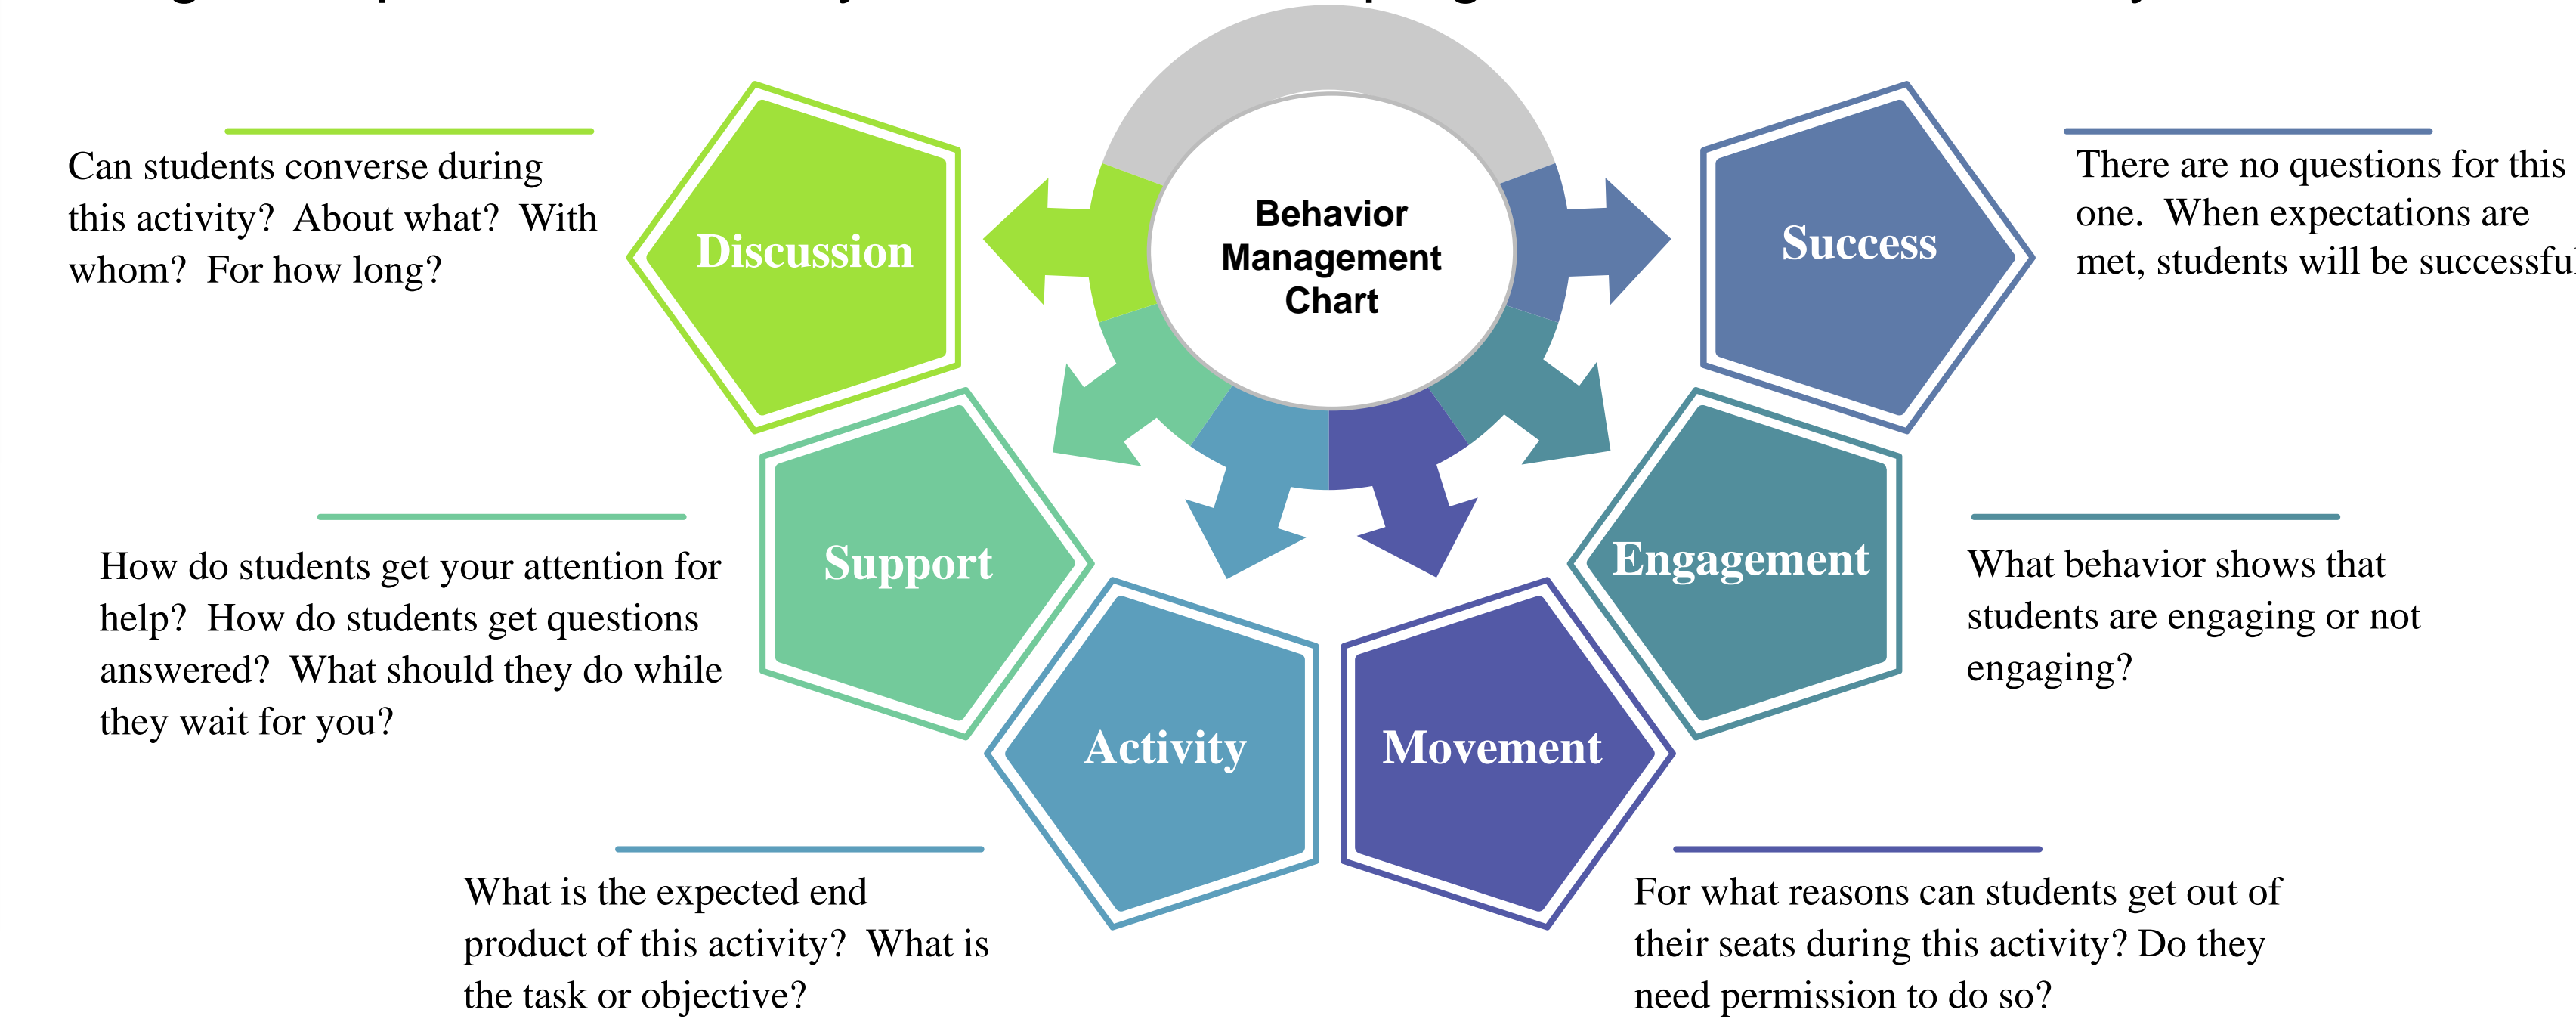 Can students converse during
this activity?  About what?  With
whom?  For how long?
Discussion
Behavior
Management
Chart
Success
There are no questions for this
one.  When expectations are
met, students will be successful
How do students get your attention for
help?  How do students get questions
answered?  What should they do while
they wait for you?
Support
Engagement
What behavior shows that
students are engaging or not
engaging?
Activity
Movement
What is the expected end
product of this activity?  What is
the task or objective?
For what reasons can students get out of
their seats during this activity? Do they
need permission to do so?